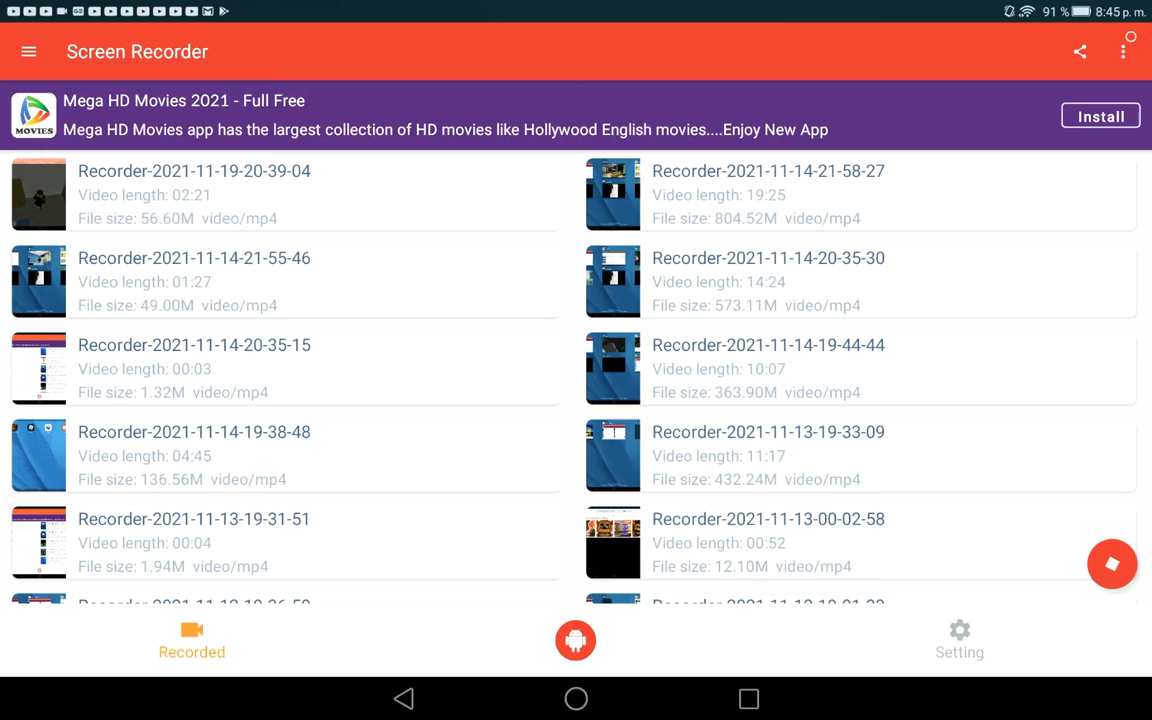 91 % 8:45 p. m.
Screen Recorder
Mega HD Movies 2021 - Full Free
Mega HD Movies app has the largest collection of HD movies like Hollywood English movies....Enjoy New App
Install
MOVIES
Recorder-2021-11-19-20-39-04
Video length: 02:21
File size: 56.60M video/mp4
Recorder-2021-11-14-21-58-27
Video length: 19:25
File size: 804.52M video/mp4
Recorder-2021-11-14-21-55-46
Video length: 01:27
File size: 49.00M video/mp4
Recorder-2021-11-14-20-35-30
Video length: 14:24
File size: 573.11M video/mp4
Recorder-2021-11-14-20-35-15
Video length: 00:03
File size: 1.32M video/mp4
Recorder-2021-11-14-19-44-44
Video length: 10:07
File size: 363.90M video/mp4
Recorder-2021-11-14-19-38-48
Video length: 04:45
File size: 136.56M video/mp4
Recorder-2021-11-13-19-33-09
Video length: 11:17
File size: 432.24M video/mp4
Recorder-2021-11-13-19-31-51
Video length: 00:04
File size: 1.94M video/mp4
Recorder-2021-11-13-00-02-58
Video length: 00:52
File size: 12.10M video/mp4
Recorded
Setting